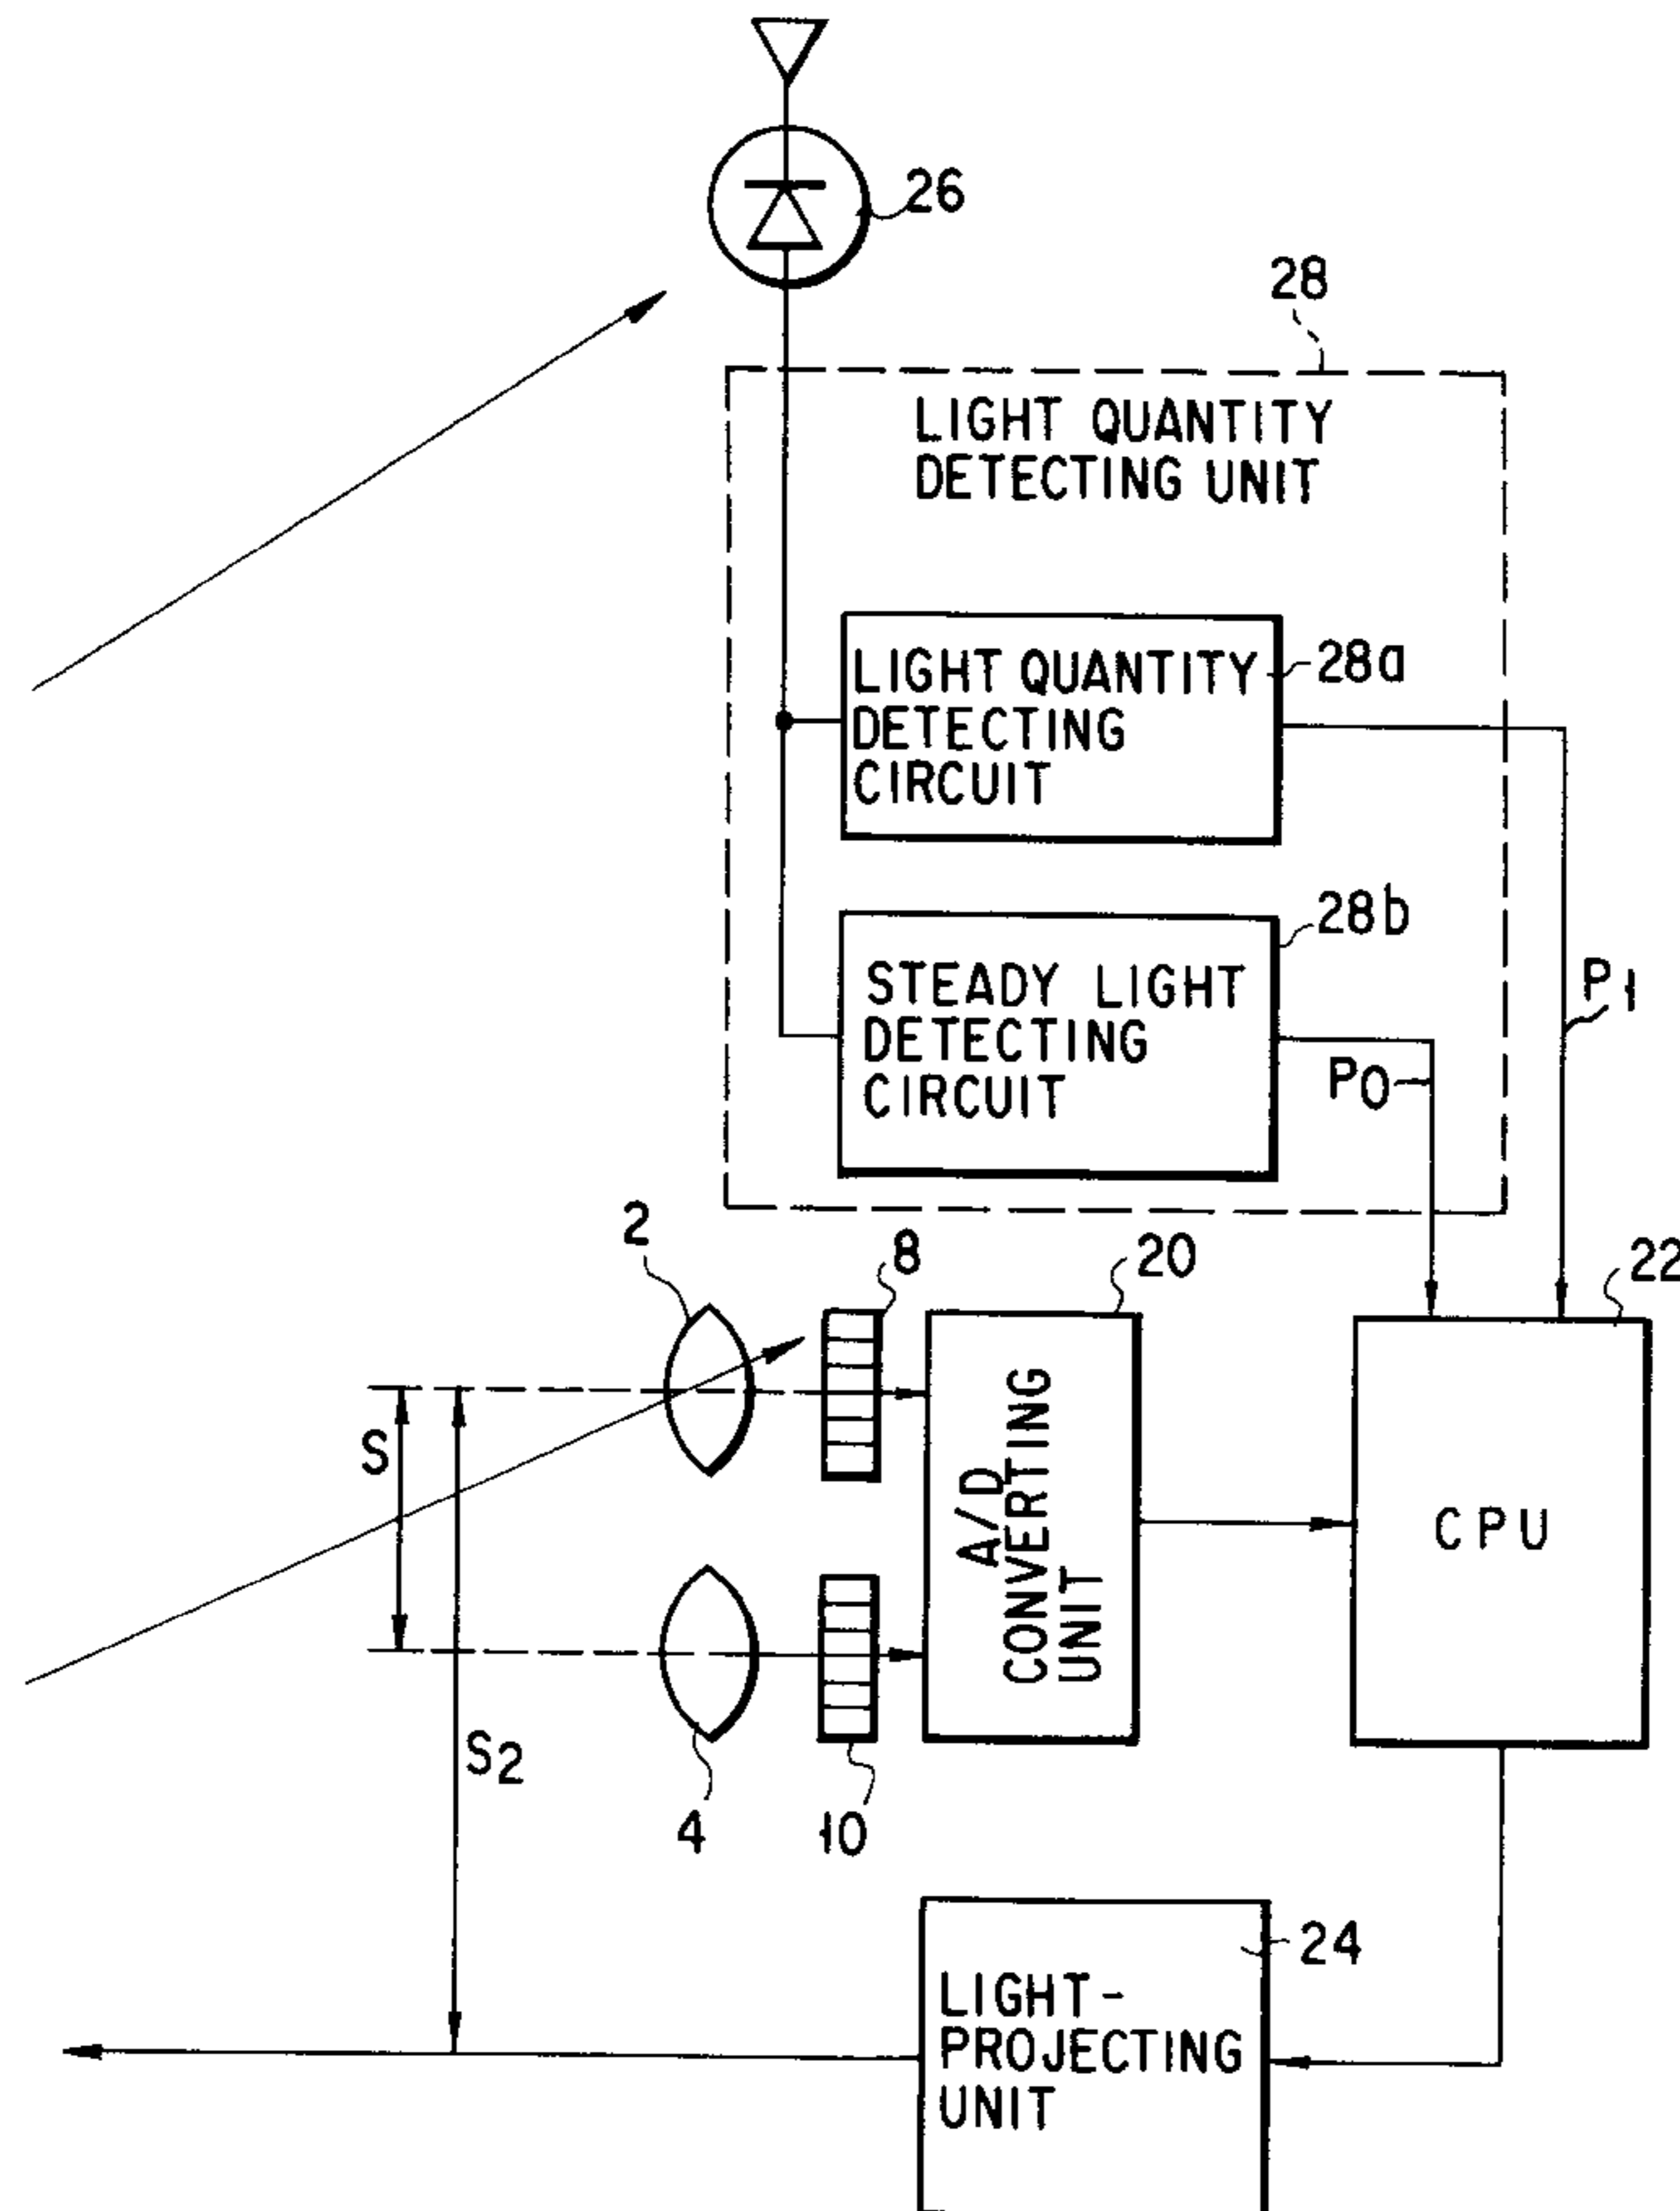 26
28
LIGHT QUANTITY
DETECTING UNIT
LIGHT QUANTITY
DETECTING
CIRCUIT
28a
STEADY LIGHT
DETECTING
CIRCUIT
28b
P1
P0
2
8
20
22
S
A/D
CONVERTING
UNIT
CPU
S2
4
10
24
LIGHT-
PROJECTING
UNIT